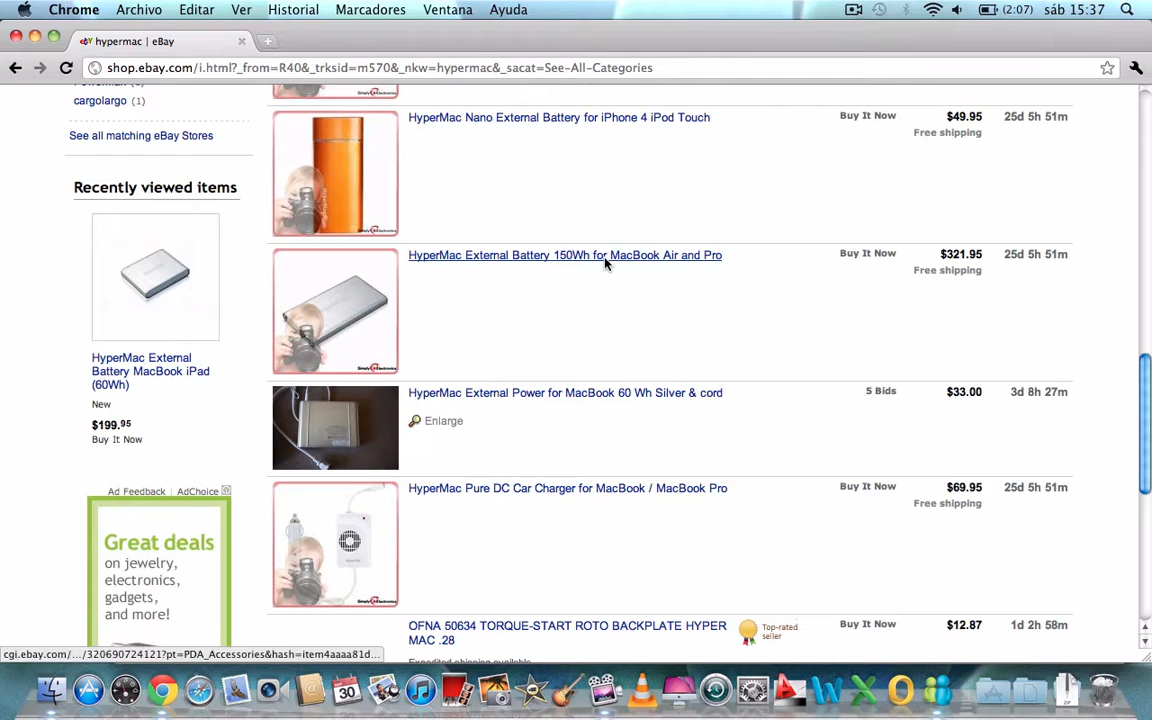 Chrome Archivo Editar Ver Historial Marcadores Ventana Ayuda (2:07) sáb 15:37
hypermac | eBay
shop.ebay.com/i.html?_from=R40&_trksid=m570&_nkw=hypermac&_sacat=See-All-Categories
cargolargo (1)
See all matching eBay Stores
Recently viewed items
HyperMac External
Battery MacBook iPad
(60Wh)
New
$199.95
Buy It Now
Ad Feedback | AdChoice
Great deals
on jewelry,
electronics,
gadgets,
and more!
HyperMac Nano External Battery for iPhone 4 iPod Touch Buy It Now $49.95 25d 5h 51m
Free shipping
HyperMac External Battery 150Wh for MacBook Air and Pro Buy It Now $321.95 25d 5h 51m
Free shipping
HyperMac External Power for MacBook 60 Wh Silver & cord 5 Bids $33.00 3d 8h 27m
Enlarge
HyperMac Pure DC Car Charger for MacBook / MacBook Pro Buy It Now $69.95 25d 5h 51m
Free shipping
OFNA 50634 TORQUE-START ROTO BACKPLATE HYPER Top-rated Buy It Now $12.87 1d 2h 58m
MAC .28 seller
Expedited shipping available
cgi.ebay.com/.../320690724121?pt=PDA_Accessories&hash=item4aaaa81d...